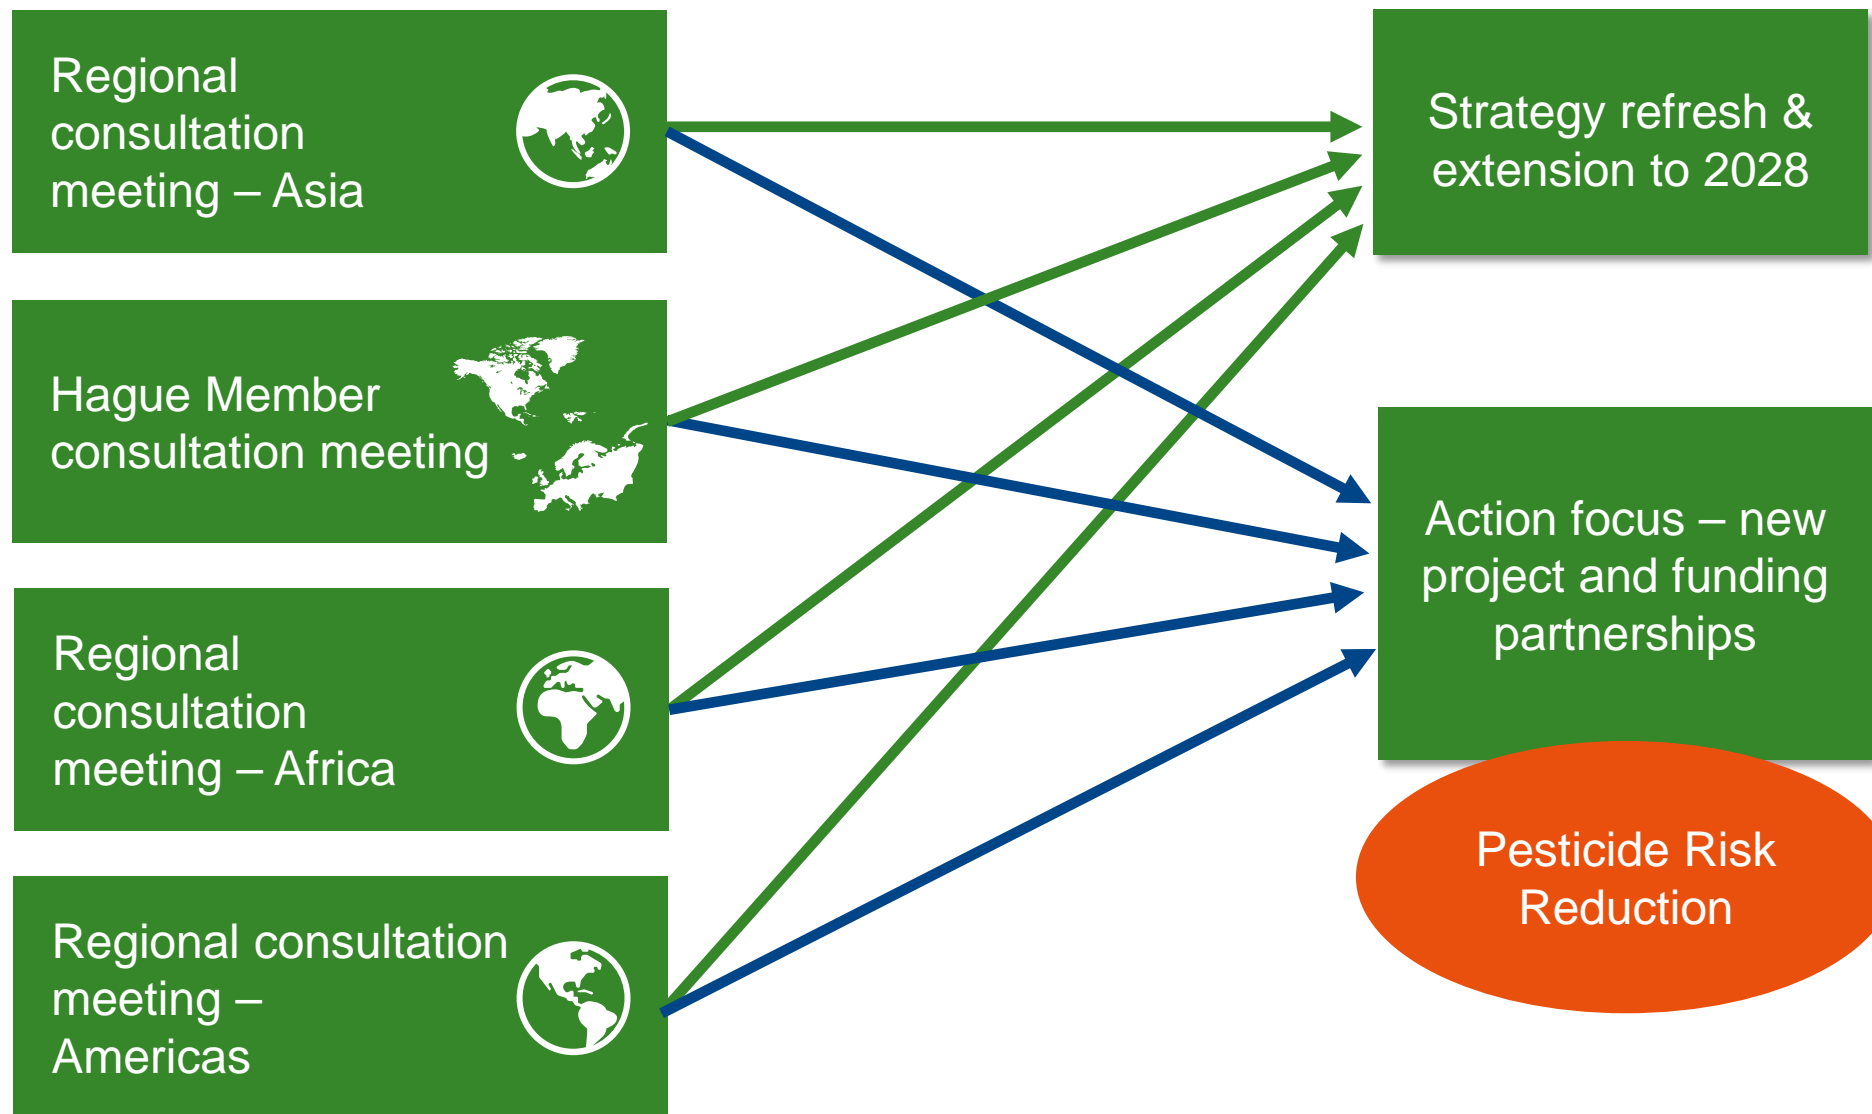 Regional
consultation
meeting – Asia
Hague Member
consultation meeting
Regional
consultation
meeting – Africa
Regional consultation
meeting –
Americas
Strategy refresh &
extension to 2028
Action focus – new
project and funding
partnerships
Pesticide Risk
Reduction